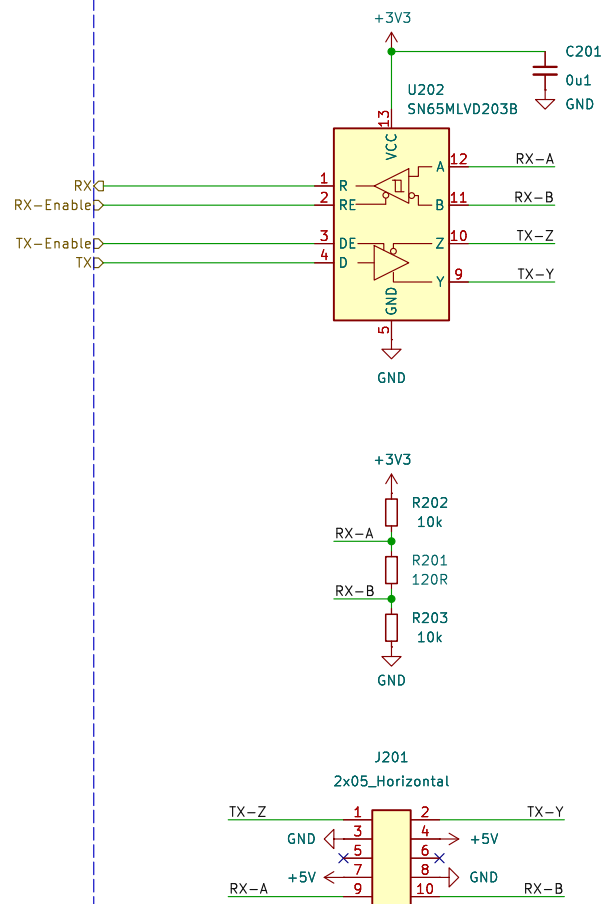 +3V3
C201
0u1
GND
U202
SN65MLVD203B
13
VCC
RX 1 R A 12 RX-A
RX-Enable 2 RE B 11 RX-B
TX-Enable 3 DE Z 10 TX-Z
TX 4 D Y 9 TX-Y
GND
5
GND
+3V3
R202
10k
RX-A
R201
120R
RX-B
R203
10k
GND
J201
2x05_Horizontal
TX-Z 1 2 TX-Y
GND 3 4 +5V
5 6
+5V 7 8 GND
RX-A 9 10 RX-B